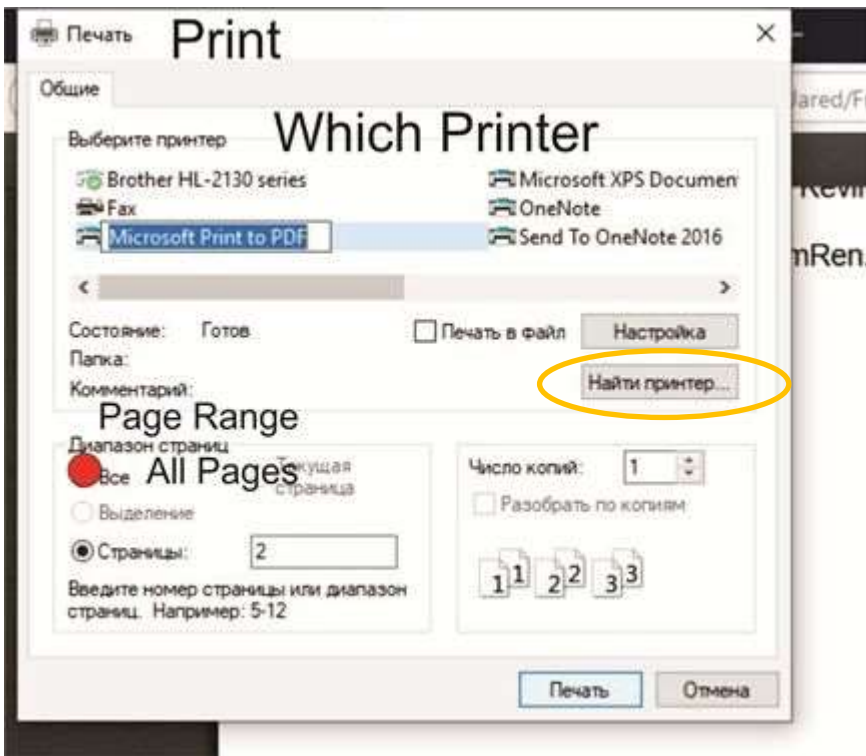 Печать Print
Общие
Выберите принтер Which Printer
Brother HL-2130 series Microsoft XPS Documen
Fax OneNote
Microsoft Print to PDF Send To OneNote 2016
Состояние: Готов Печать в файл Настройка
Папка: Найти принтер...
Комментарий:
Page Range
Диапазон страниц
Все All Pages Текущая страница
Выделение
Страницы: 2
Введите номер страницы или диапазон
страниц. Например: 5-12
Число копий: 1
Разобрать по копиям
1 1 2 2 3 3
Печать Отмена
ared/F
mRen.